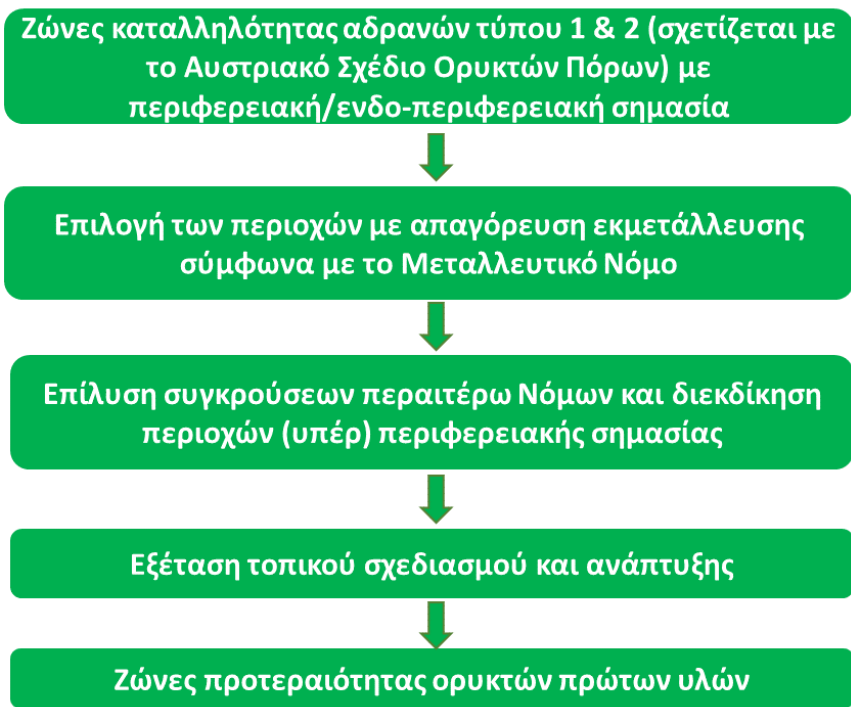 Ζώνες καταλληλότητας αδρανών τύπου 1 & 2 (σχετίζεται με
το Αυστριακό Σχέδιο Ορυκτών Πόρων) με
περιφερειακή/ενδο-περιφερειακή σημασία
Επιλογή των περιοχών με απαγόρευση εκμετάλλευσης
σύμφωνα με το Μεταλλευτικό Νόμο
Επίλυση συγκρούσεων περαιτέρω Νόμων και διεκδίκηση
περιοχών (υπέρ) περιφερειακής σημασίας
Εξέταση τοπικού σχεδιασμού και ανάπτυξης
Ζώνες προτεραιότητας ορυκτών πρώτων υλών